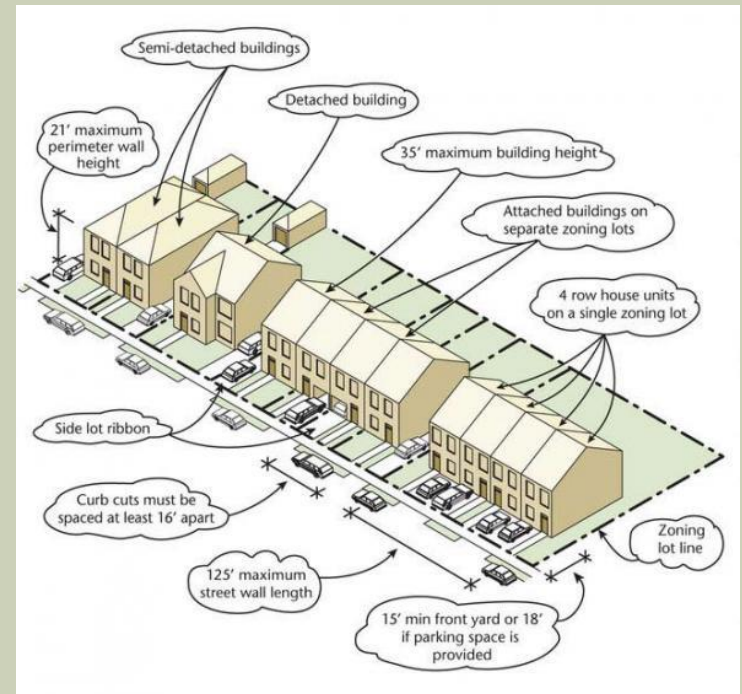 Semi-detached buildings
Detached building
21' maximum
perimeter wall
height
35' maximum building height
Attached buildings on
separate zoning lots
4 row house units
on a single zoning lot
Side lot ribbon
Curb cuts must be
spaced at least 16' apart
125' maximum
street wall length
Zoning
lot line
15' min front yard or 18'
if parking space is
provided